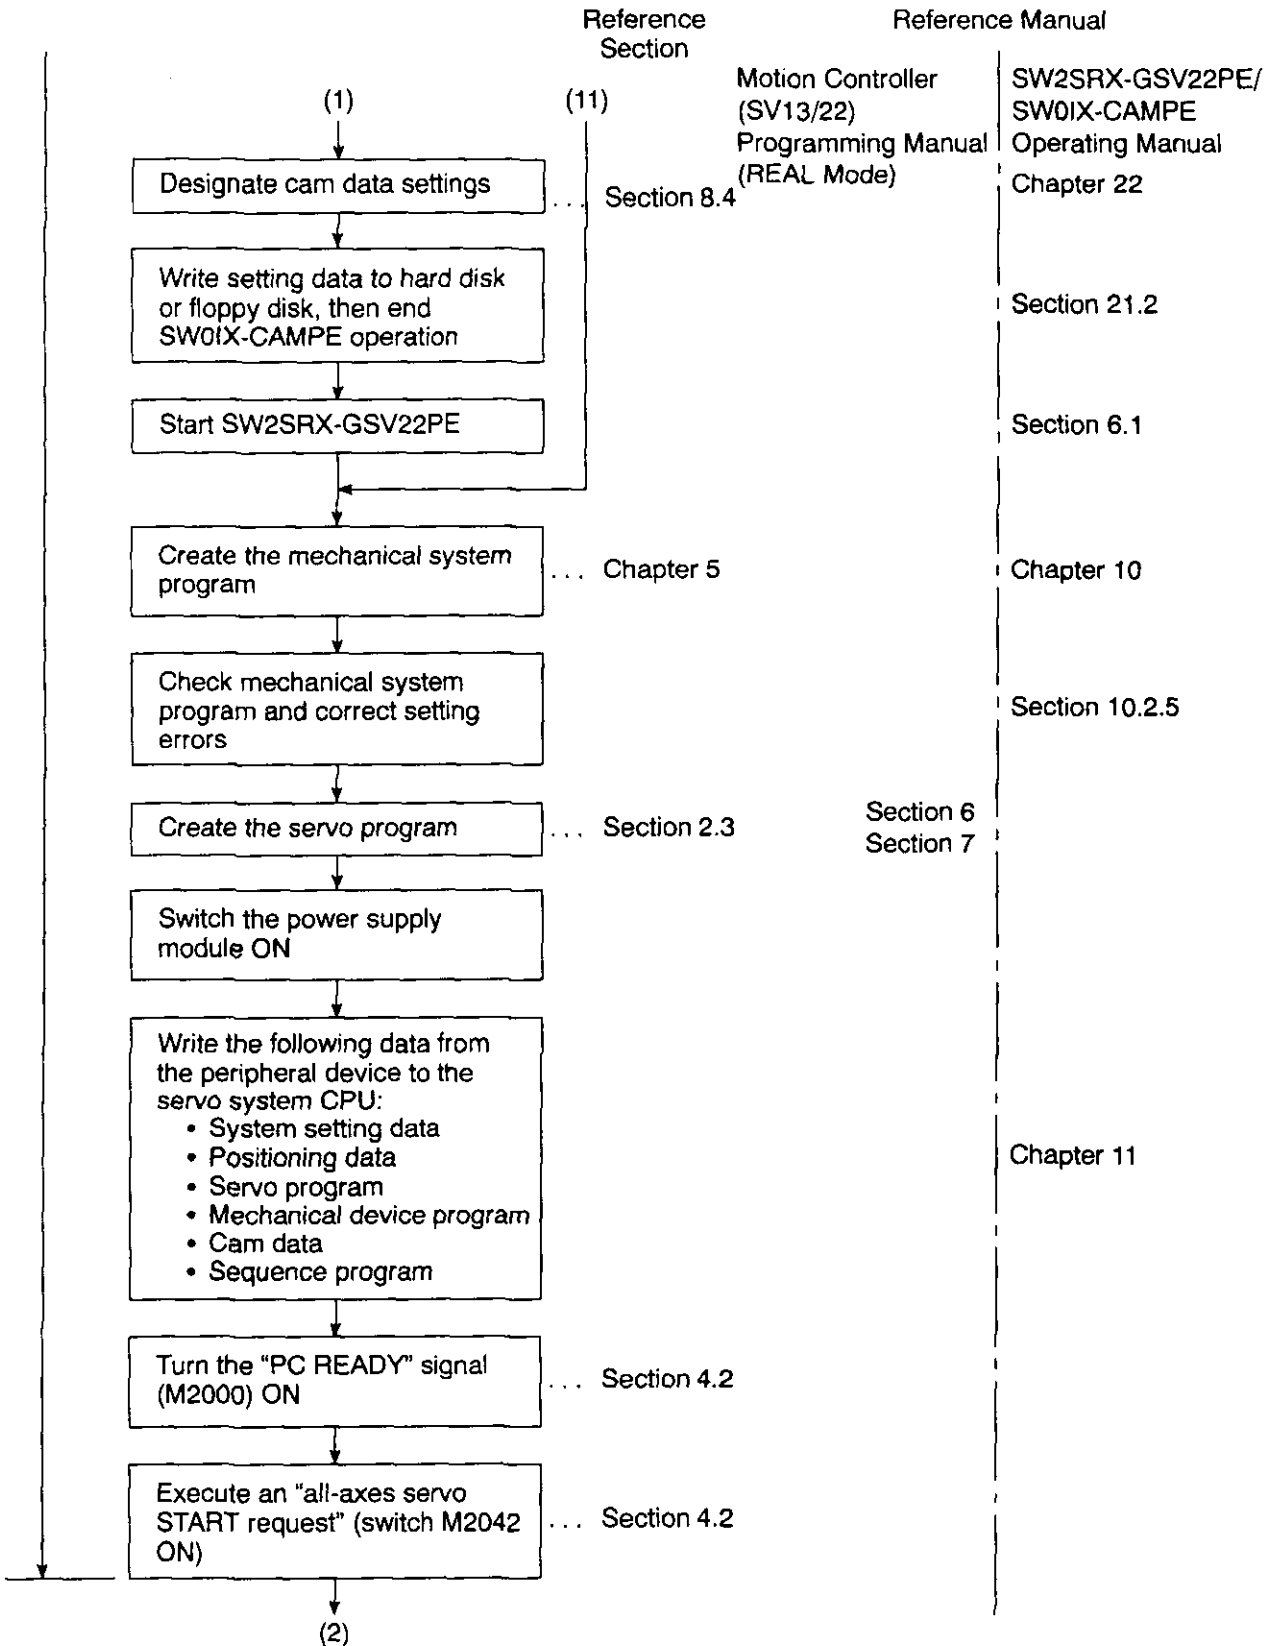 Reference
Section
Reference Manual
Motion Controller
(SV13/22)
Programming Manual
(REAL Mode)
SW2SRX-GSV22PE/
SW0IX-CAMPE
Operating Manual
(1)
(11)
Designate cam data settings
... Section 8.4
Chapter 22
Write setting data to hard disk
or floppy disk, then end
SW0IX-CAMPE operation
Section 21.2
Start SW2SRX-GSV22PE
Section 6.1
Create the mechanical system
program
... Chapter 5
Chapter 10
Check mechanical system
program and correct setting
errors
Section 10.2.5
Create the servo program
... Section 2.3
Section 6
Section 7
Switch the power supply
module ON
Write the following data from
the peripheral device to the
servo system CPU:
• System setting data
• Positioning data
• Servo program
• Mechanical device program
• Cam data
• Sequence program
Chapter 11
Turn the “PC READY” signal
(M2000) ON
... Section 4.2
Execute an “all-axes servo
START request” (switch M2042
ON)
... Section 4.2
(2)